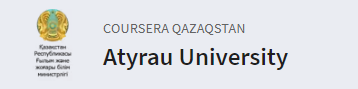 COURSERA QAZAQSTAN
Atyrau University
Қазақстан
Республикасы
Ғылым және
жоғары білім
министрлігі